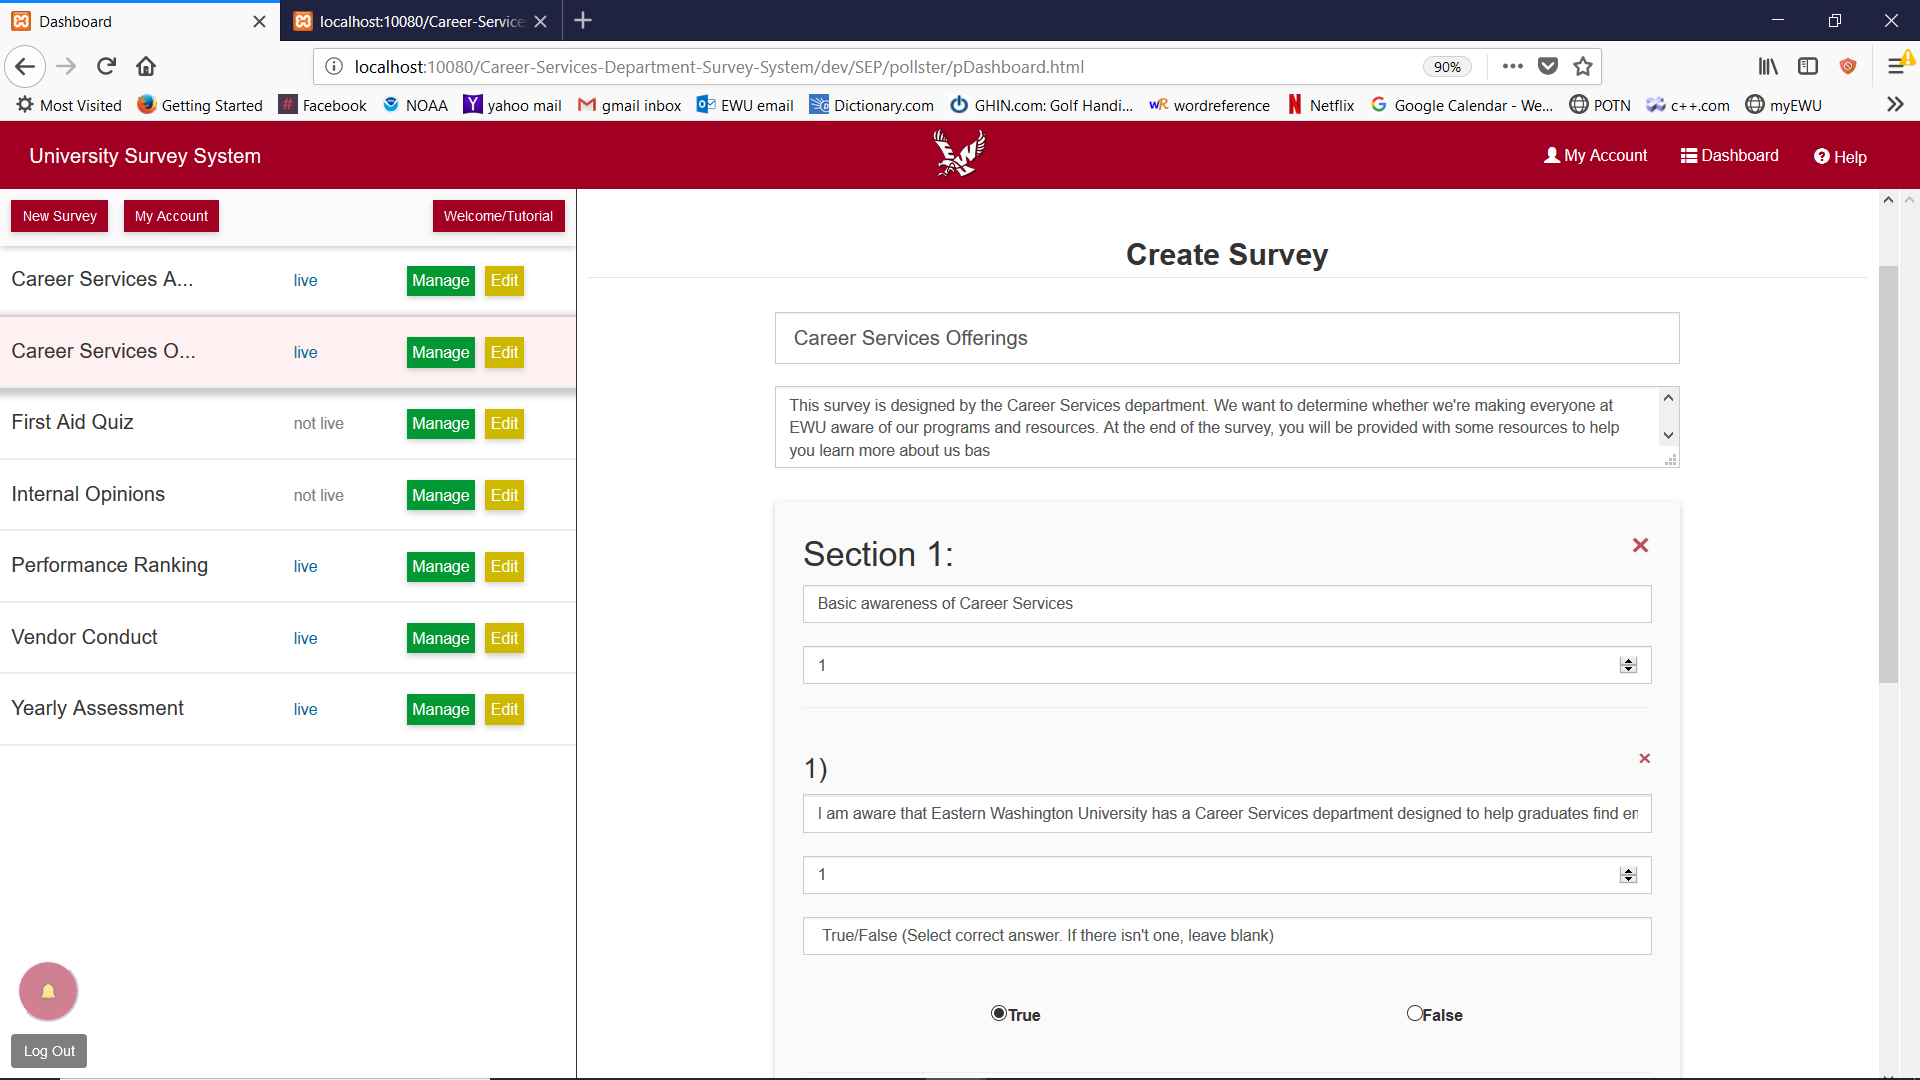 Dashboard
localhost:10080/Career-Service
localhost:10080/Career-Services-Department-Survey-System/dev/SEP/pollster/pDashboard.html
90%
Most Visited Getting Started Facebook NOAA yahoo mail gmail inbox EWU email Dictionary.com GHIN.com: Golf Handi... wordreference Netflix Google Calendar - We... POTN c++.com myEWU
University Survey System
My Account Dashboard Help
New Survey My Account Welcome/Tutorial
Career Services A... live Manage Edit
Career Services O... live Manage Edit
First Aid Quiz not live Manage Edit
Internal Opinions not live Manage Edit
Performance Ranking live Manage Edit
Vendor Conduct live Manage Edit
Yearly Assessment live Manage Edit
Log Out
Create Survey
Career Services Offerings
This survey is designed by the Career Services department. We want to determine whether we're making everyone at
EWU aware of our programs and resources. At the end of the survey, you will be provided with some resources to help
you learn more about us bas
Section 1:
Basic awareness of Career Services
1
1)
I am aware that Eastern Washington University has a Career Services department designed to help graduates find en
1
True/False (Select correct answer. If there isn't one, leave blank)
True False